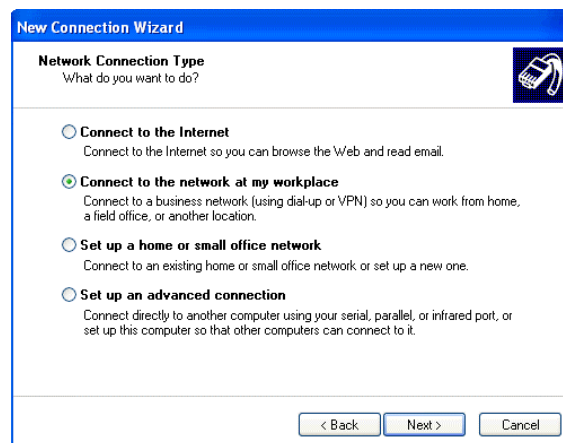 New Connection Wizard
Network Connection Type
What do you want to do?
Connect to the Internet
Connect to the Internet so you can browse the Web and read email.
Connect to the network at my workplace
Connect to a business network (using dial-up or VPN) so you can work from home,
a field office, or another location.
Set up a home or small office network
Connect to an existing home or small office network or set up a new one.
Set up an advanced connection
Connect directly to another computer using your serial, parallel, or infrared port, or
set up this computer so that other computers can connect to it.
< Back
Next >
Cancel